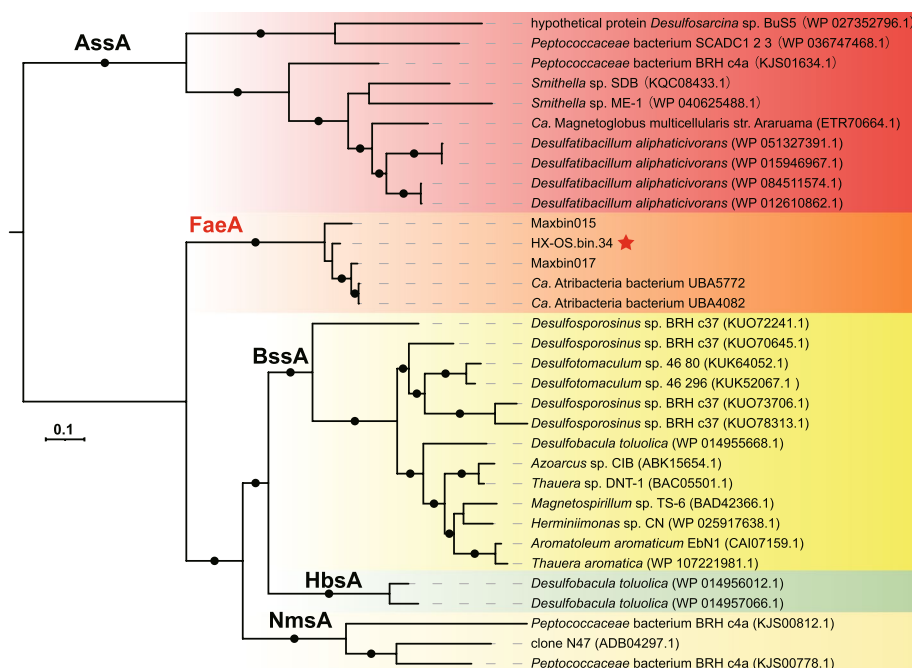 AssA
hypothetical protein Desulfosarcina sp. BuS5 (WP 027352796.1)
Peptococcaceae bacterium SCADC1 2 3 (WP 036747468.1)
Peptococcaceae bacterium BRH c4a (KJS01634.1)
Smithella sp. SDB (KQC08433.1)
Smithella sp. ME-1 (WP 040625488.1)
Ca. Magnetoglobus multicellularis str. Araruama (ETR70664.1)
Desulfatibacillum aliphaticivorans (WP 051327391.1)
Desulfatibacillum aliphaticivorans (WP 015946967.1)
Desulfatibacillum aliphaticivorans (WP 084511574.1)
Desulfatibacillum aliphaticivorans (WP 012610862.1)
FaeA
Maxbin015
HX-OS.bin.34
Maxbin017
Ca. Atribacteria bacterium UBA5772
Ca. Atribacteria bacterium UBA4082
BssA
Desulfosporosinus sp. BRH c37 (KUO72241.1)
Desulfosporosinus sp. BRH c37 (KUO70645.1)
Desulfotomaculum sp. 46 80 (KUK64052.1)
Desulfotomaculum sp. 46 296 (KUK52067.1 )
Desulfosporosinus sp. BRH c37 (KUO73706.1)
Desulfosporosinus sp. BRH c37 (KUO78313.1)
0.1
Desulfobacula toluolica (WP 014955668.1)
Azoarcus sp. CIB (ABK15654.1)
Thauera sp. DNT-1 (BAC05501.1)
Magnetospirillum sp. TS-6 (BAD42366.1)
Herminiimonas sp. CN (WP 025917638.1)
Aromatoleum aromaticum EbN1 (CAI07159.1)
Thauera aromatica (WP 107221981.1)
HbsA
Desulfobacula toluolica (WP 014956012.1)
Desulfobacula toluolica (WP 014957066.1)
NmsA
Peptococcaceae bacterium BRH c4a (KJS00812.1)
clone N47 (ADB04297.1)
Peptococcaceae bacterium BRH c4a (KJS00778.1)